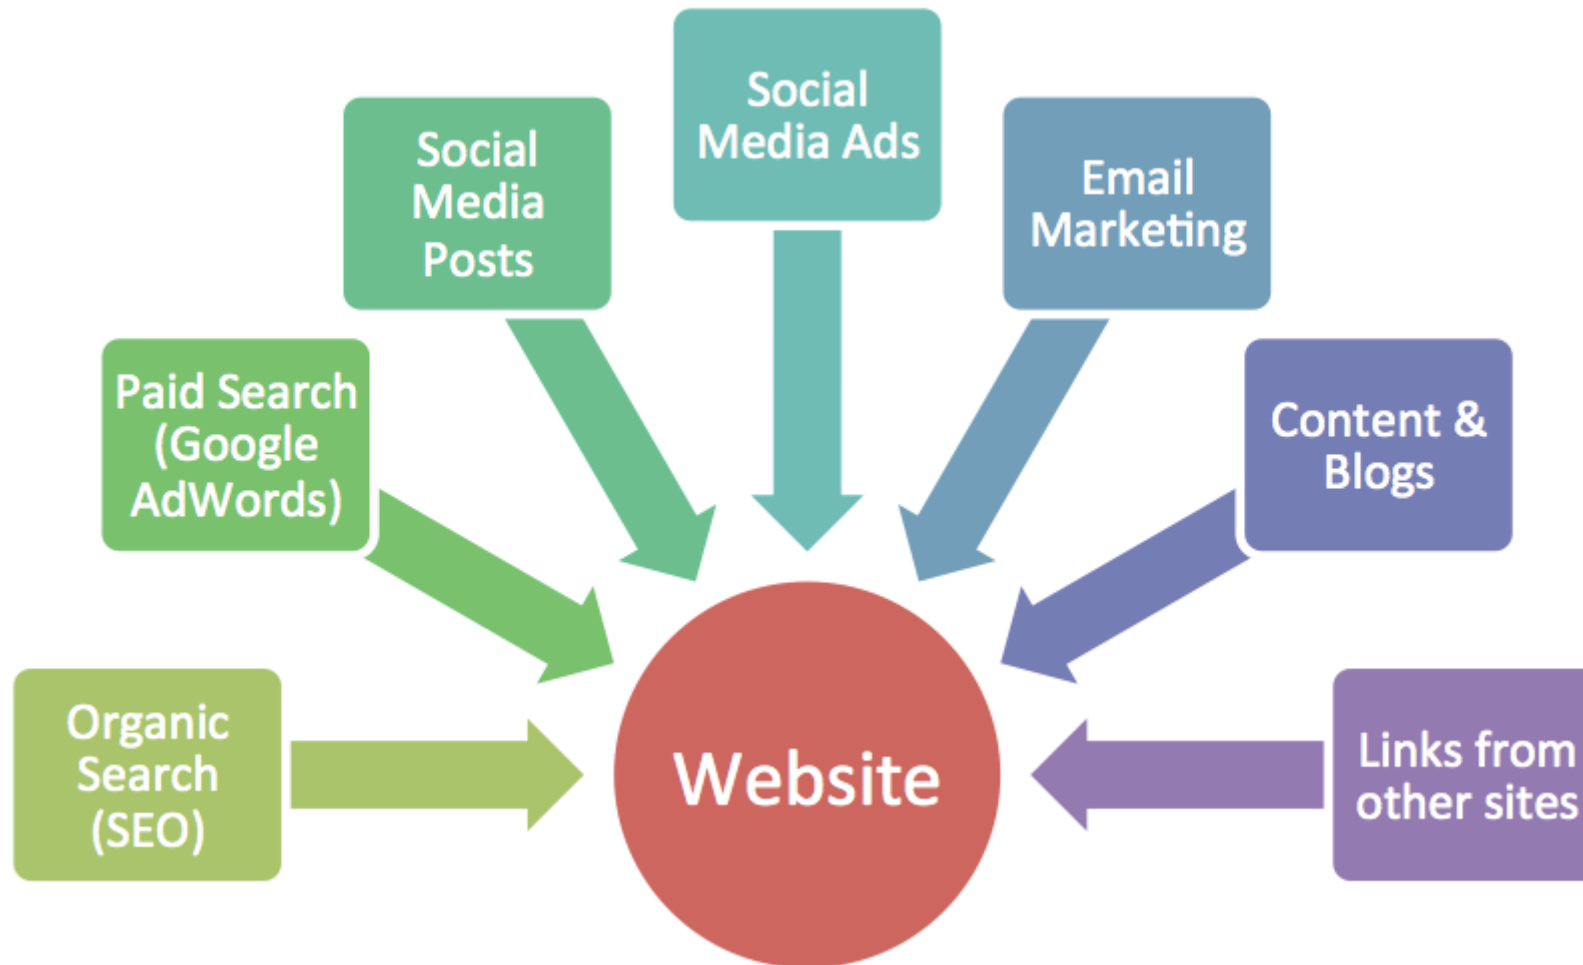 Organic
Search
(SEO)
Paid Search
(Google
AdWords)
Social
Media
Posts
Social
Media Ads
Email
Marketing
Content &
Blogs
Links from
other sites
Website